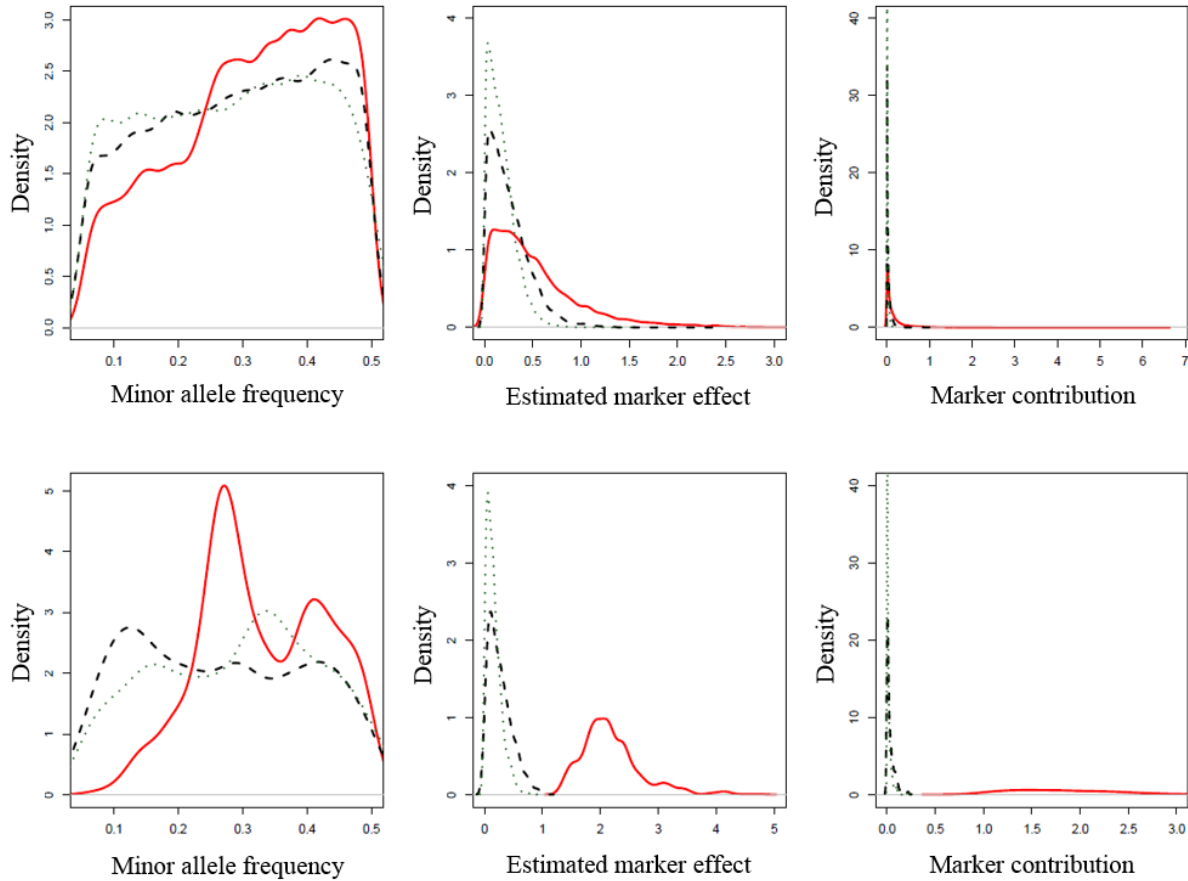 Density
3.0
2.5
2.0
1.5
1.0
0.5
0.0
0.1 0.2 0.3 0.4 0.5
Minor allele frequency
Density
4
3
2
1
0
0.0 0.5 1.0 1.5 2.0 2.5 3.0
Estimated marker effect
Density
40
30
20
10
0
0 1 2 3 4 5 6 7
Marker contribution
Density
5
4
3
2
1
0
0.1 0.2 0.3 0.4 0.5
Minor allele frequency
Density
4
3
2
1
0
0 1 2 3 4 5
Estimated marker effect
Density
40
30
20
10
0
0.0 0.5 1.0 1.5 2.0 2.5 3.0
Marker contribution